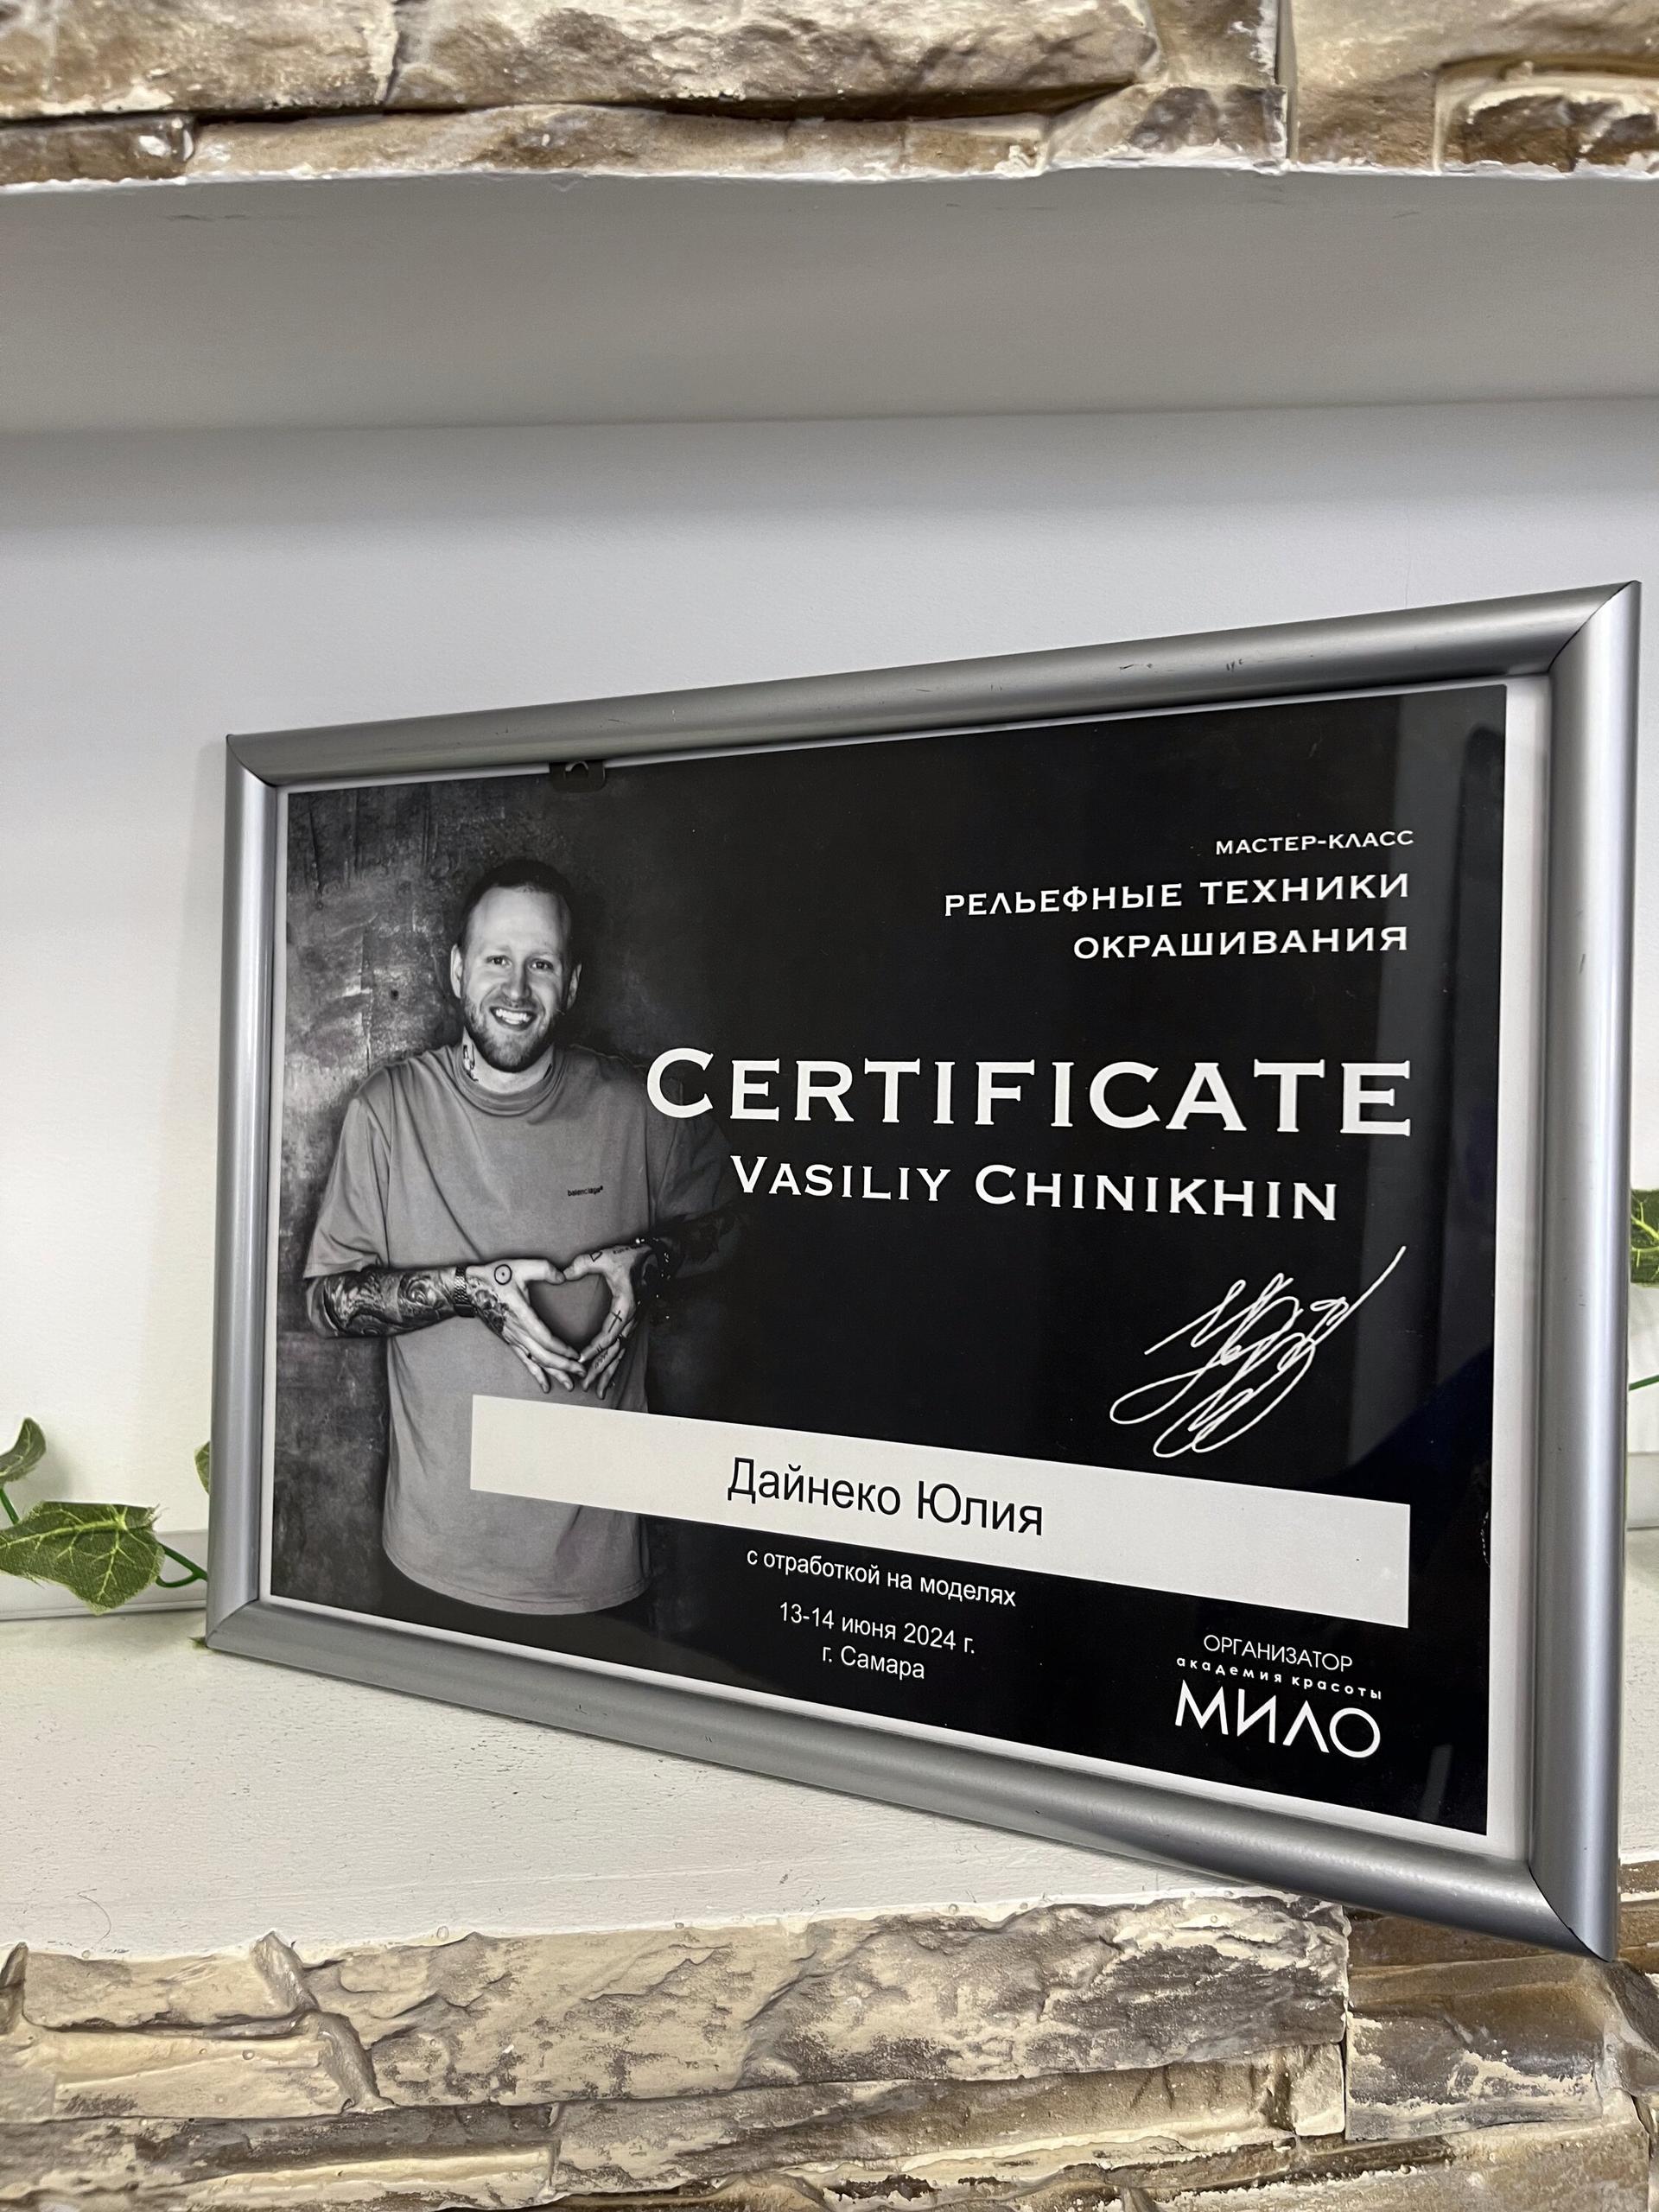 МАСТЕР-КЛАСС
РЕЛЬЕФНЫЕ ТЕХНИКИ
ОКРАШИВАНИЯ
CERTIFICATE
VASILIY CHINIKHIN
balenciaga
Дайнеко Юлия
с отработкой на моделях
13-14 июня 2024 г.
г. Самара
ОРГАНИЗАТОР
академия красоты
МИЛО